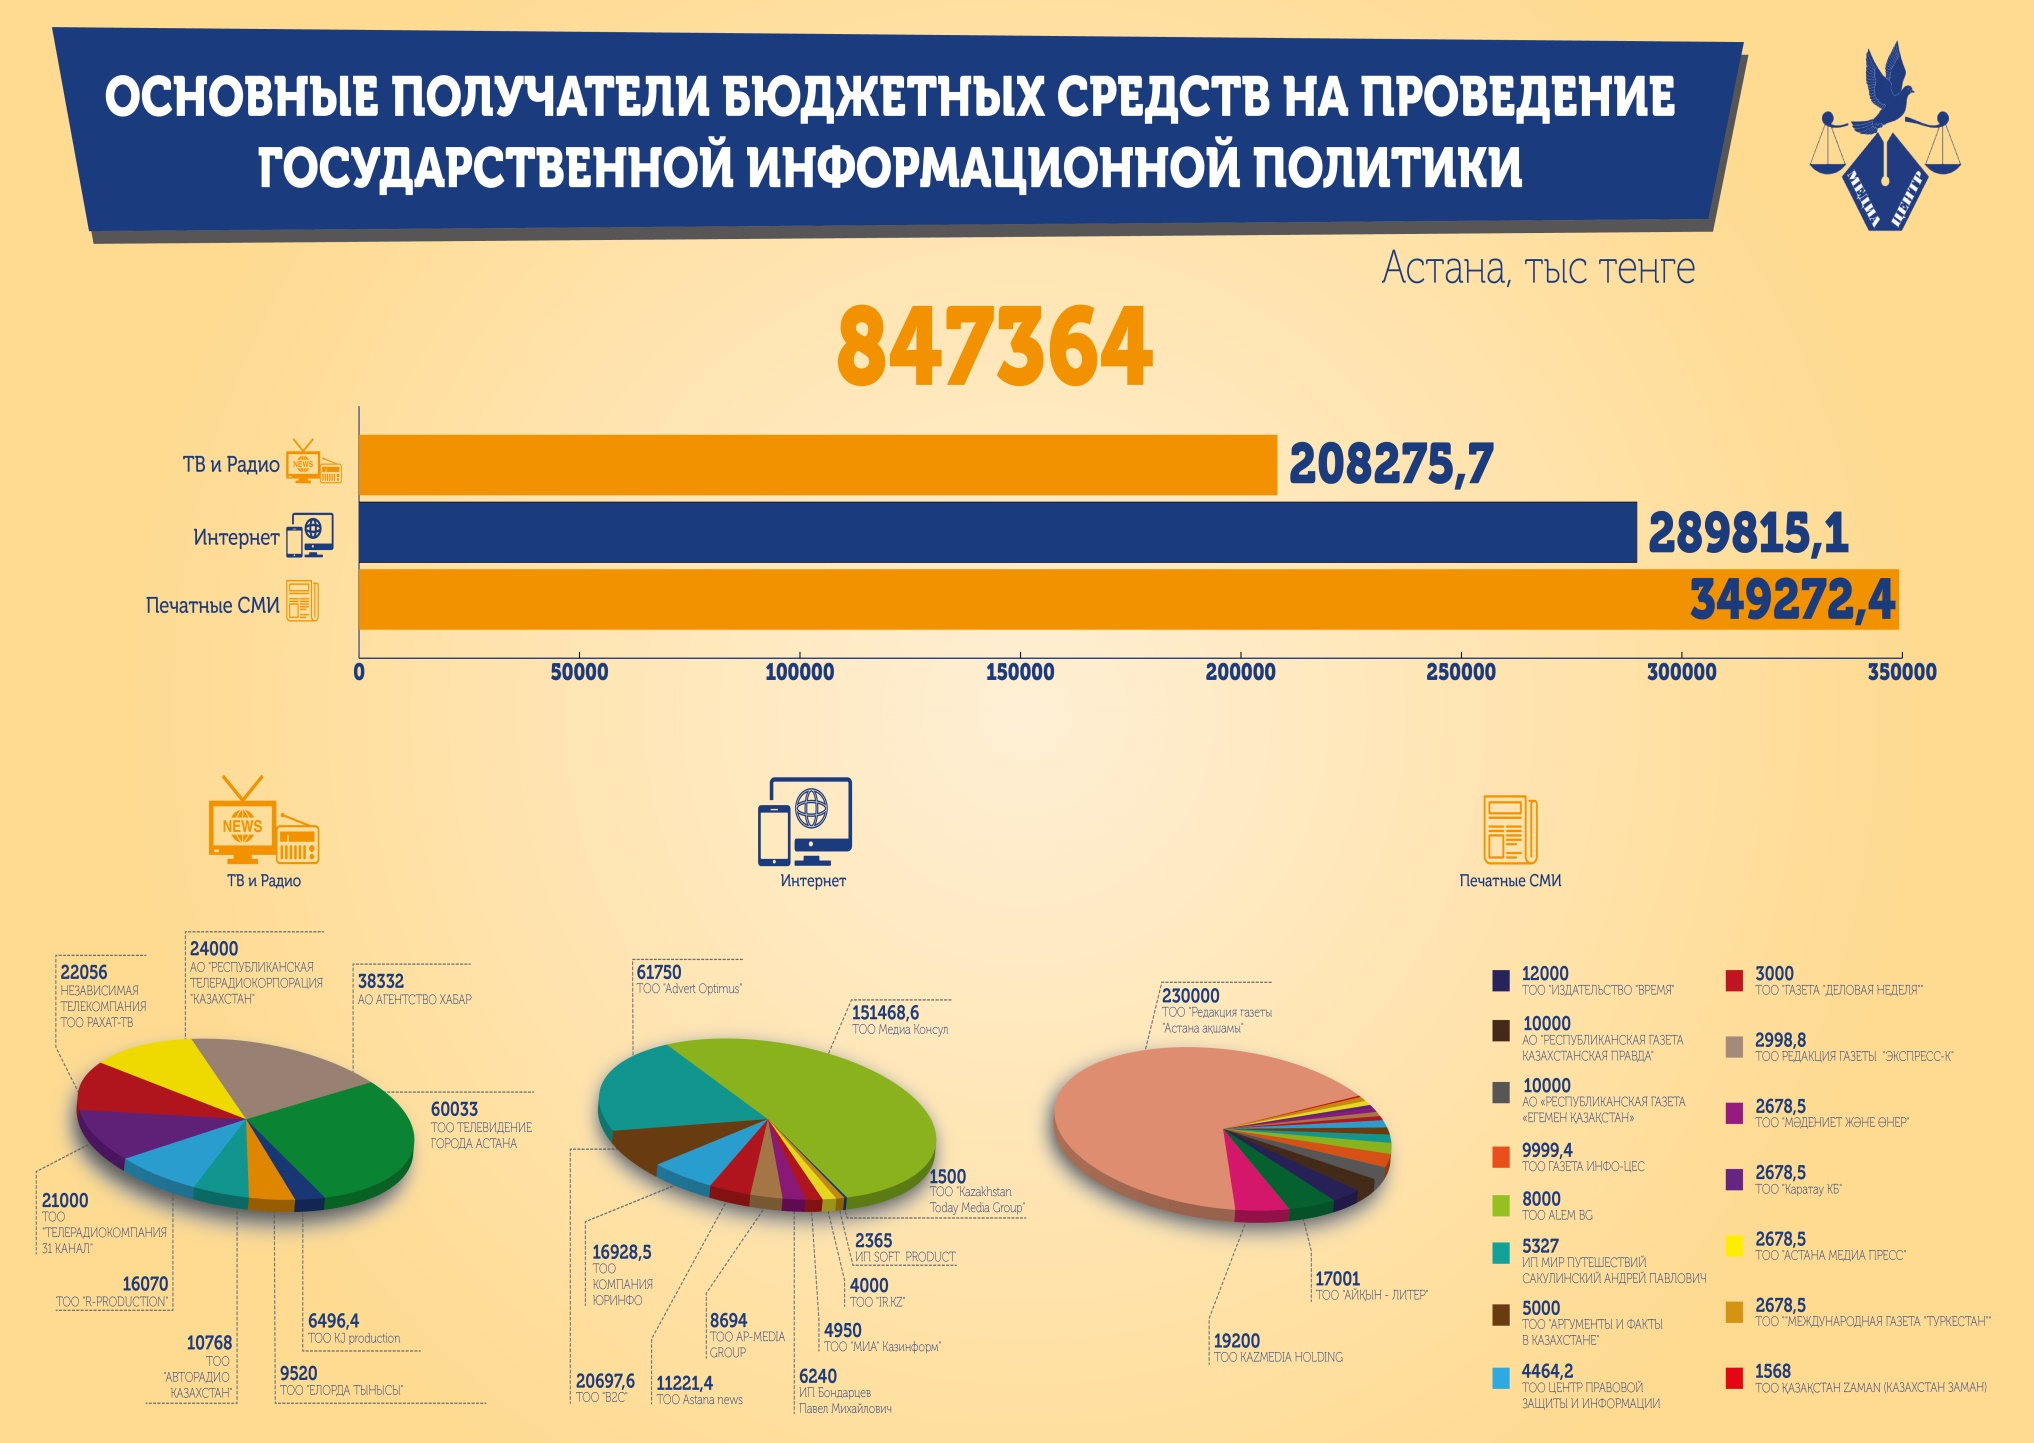 ОСНОВНЫЕ ПОЛУЧАТЕЛИ БЮДЖЕТНЫХ СРЕДСТВ НА ПРОВЕДЕНИЕ
ГОСУДАРСТВЕННОЙ ИНФОРМАЦИОННОЙ ПОЛИТИКИ
МЕДИА ЦЕНТР
Астана, тыс тенге
847364
ТВ и Радио
NEWS
208275,7
Интернет
289815,1
Печатные СМИ
349272,4
0 50000 100000 150000 200000 250000 300000 350000
NEWS
ТВ и Радио
24000
АО "РЕСПУБЛИКАНСКАЯ
ТЕЛЕРАДИОКОРПОРАЦИЯ
"КАЗАХСТАН"
22056
НЕЗАВИСИМАЯ
ТЕЛЕКОМПАНИЯ
ТОО РАХАТ-ТВ
38332
АО АГЕНТСТВО ХАБАР
60033
ТОО ТЕЛЕВИДЕНИЕ
ГОРОДА АСТАНА
21000
ТОО
"ТЕЛЕРАДИОКОМПАНИЯ
31 КАНАЛ"
16070
ТОО "R-PRODUCTION"
10768
ТОО
"АВТОРАДИО
КАЗАХСТАН"
6496,4
ТОО KJ production
9520
ТОО "ЕЛОРДА ТЫНЫСЫ"
Интернет
61750
ТОО "Advert Optimus"
151468,6
ТОО Медиа Консул
1500
ТОО "Kazakhstan
Today Media Group"
2365
ИП SOFT PRODUCT
4000
ТОО "IR.KZ"
4950
ТОО "МИА" Казинформ"
6240
ИП Бондарцев
Павел Михайлович
8694
ТОО AP-MEDIA
GROUP
11221,4
ТОО Astana news
16928,5
ТОО
КОМПАНИЯ
ЮРИНФО
20697,6
ТОО "B2C"
Печатные СМИ
230000
ТОО "Редакция газеты
"Астана ақшамы"
17001
ТОО "АЙҚЫН - ЛИТЕР"
19200
ТОО KAZMEDIA HOLDING
12000
ТОО "ИЗДАТЕЛЬСТВО "ВРЕМЯ"
10000
АО "РЕСПУБЛИКАНСКАЯ ГАЗЕТА
КАЗАХСТАНСКАЯ ПРАВДА"
10000
АО «РЕСПУБЛИКАНСКАЯ ГАЗЕТА
«ЕГЕМЕН ҚАЗАҚСТАН»
9999,4
ТОО ГАЗЕТА ИНФО-ЦЕС
8000
ТОО ALEM BG
5327
ИП МИР ПУТЕШЕСТВИЙ
САКУЛИНСКИЙ АНДРЕЙ ПАВЛОВИЧ
5000
ТОО "АРГУМЕНТЫ И ФАКТЫ
В КАЗАХСТАНЕ"
4464,2
ТОО ЦЕНТР ПРАВОВОЙ
ЗАЩИТЫ И ИНФОРМАЦИИ
3000
ТОО "ГАЗЕТА "ДЕЛОВАЯ НЕДЕЛЯ""
2998,8
ТОО РЕДАКЦИЯ ГАЗЕТЫ "ЭКСПРЕСС-К"
2678,5
ТОО "МӘДЕНИЕТ ЖӘНЕ ӨНЕР"
2678,5
ТОО "Каратау КБ"
2678,5
ТОО "АСТАНА МЕДИА ПРЕСС"
2678,5
ТОО ""МЕЖДУНАРОДНАЯ ГАЗЕТА "ТУРКЕСТАН""
1568
ТОО ҚАЗАҚСТАН ZAMAN (КАЗАХСТАН ЗАМАН)